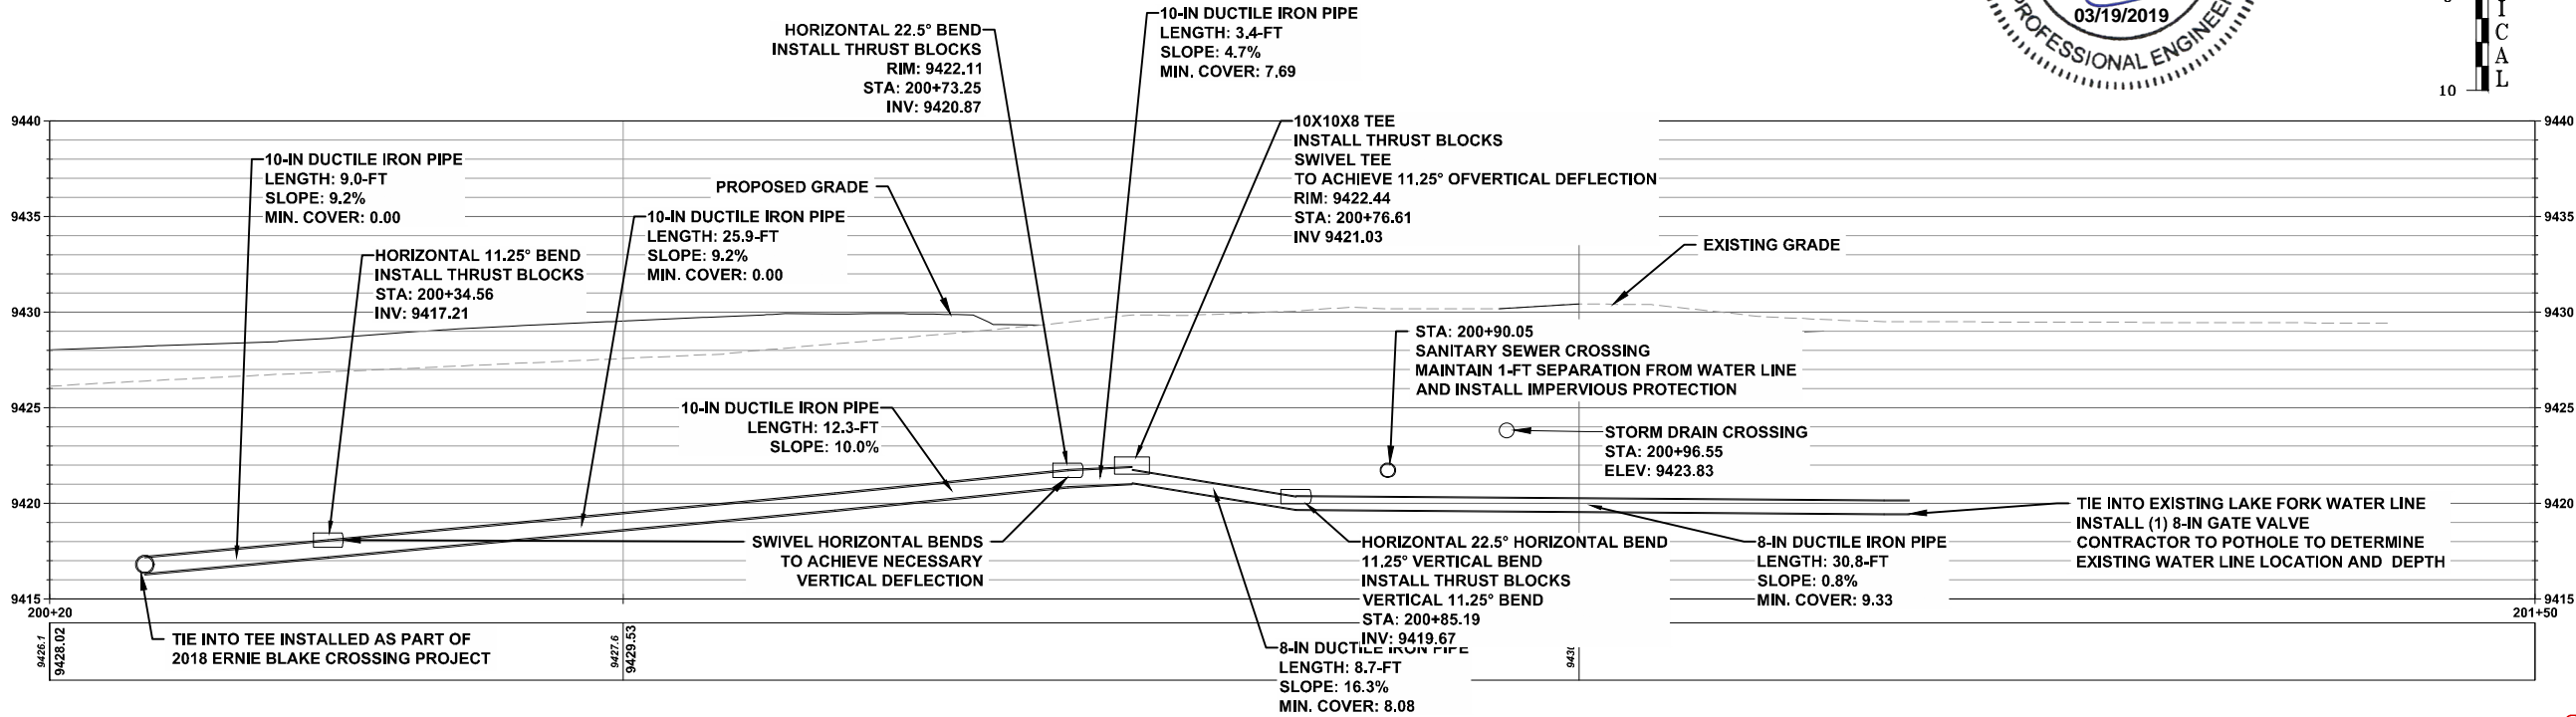 03/19/2019
PROFESSIONAL ENGINEER
I
C
A
L
10
HORIZONTAL 22.5° BEND
INSTALL THRUST BLOCKS
RIM: 9422.11
STA: 200+73.25
INV: 9420.87
10-IN DUCTILE IRON PIPE
LENGTH: 3.4-FT
SLOPE: 4.7%
MIN. COVER: 7.69
10X10X8 TEE
INSTALL THRUST BLOCKS
SWIVEL TEE
TO ACHIEVE 11.25° OFVERTICAL DEFLECTION
RIM: 9422.44
STA: 200+76.61
INV 9421.03
9440
9435
9430
9425
9420
9415
9440
9435
9430
9425
9420
9415
10-IN DUCTILE IRON PIPE
LENGTH: 9.0-FT
SLOPE: 9.2%
MIN. COVER: 0.00
PROPOSED GRADE
10-IN DUCTILE IRON PIPE
LENGTH: 25.9-FT
SLOPE: 9.2%
MIN. COVER: 0.00
HORIZONTAL 11.25° BEND
INSTALL THRUST BLOCKS
STA: 200+34.56
INV: 9417.21
EXISTING GRADE
STA: 200+90.05
SANITARY SEWER CROSSING
MAINTAIN 1-FT SEPARATION FROM WATER LINE
AND INSTALL IMPERVIOUS PROTECTION
10-IN DUCTILE IRON PIPE
LENGTH: 12.3-FT
SLOPE: 10.0%
STORM DRAIN CROSSING
STA: 200+96.55
ELEV: 9423.83
SWIVEL HORIZONTAL BENDS
TO ACHIEVE NECESSARY
VERTICAL DEFLECTION
HORIZONTAL 22.5° HORIZONTAL BEND
11.25° VERTICAL BEND
INSTALL THRUST BLOCKS
VERTICAL 11.25° BEND
STA: 200+85.19
INV: 9419.67
8-IN DUCTILE IRON PIPE
LENGTH: 30.8-FT
SLOPE: 0.8%
MIN. COVER: 9.33
TIE INTO EXISTING LAKE FORK WATER LINE
INSTALL (1) 8-IN GATE VALVE
CONTRACTOR TO POTHOLE TO DETERMINE
EXISTING WATER LINE LOCATION AND DEPTH
200+20
201+50
TIE INTO TEE INSTALLED AS PART OF
2018 ERNIE BLAKE CROSSING PROJECT
8-IN DUCTILE IRON PIPE
LENGTH: 8.7-FT
SLOPE: 16.3%
MIN. COVER: 8.08
9426.1
9428.02
9427.6
9429.53